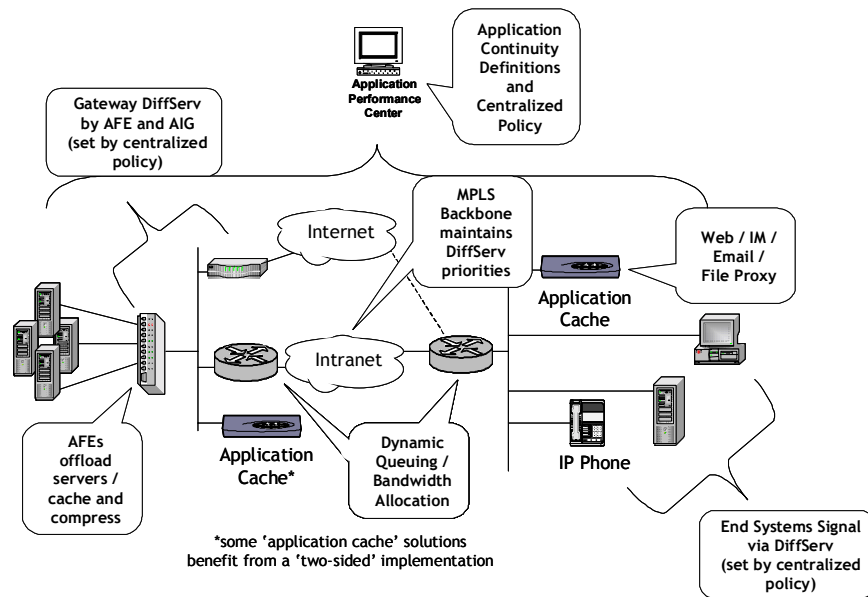 Application
Continuity
Definitions
and
Centralized
Policy
Application
Performance
Center
Gateway DiffServ
by AFE and AIG
(set by centralized
policy)
MPLS
Backbone
maintains
DiffServ
priorities
Internet
Web / IM /
Email /
File Proxy
Application
Cache
Intranet
AFEs
offload
servers /
cache and
compress
Application
Cache*
Dynamic
Queuing /
Bandwidth
Allocation
IP Phone
*some ‘application cache’ solutions
benefit from a ‘two-sided’ implementation
End Systems Signal
via DiffServ
(set by centralized
policy)